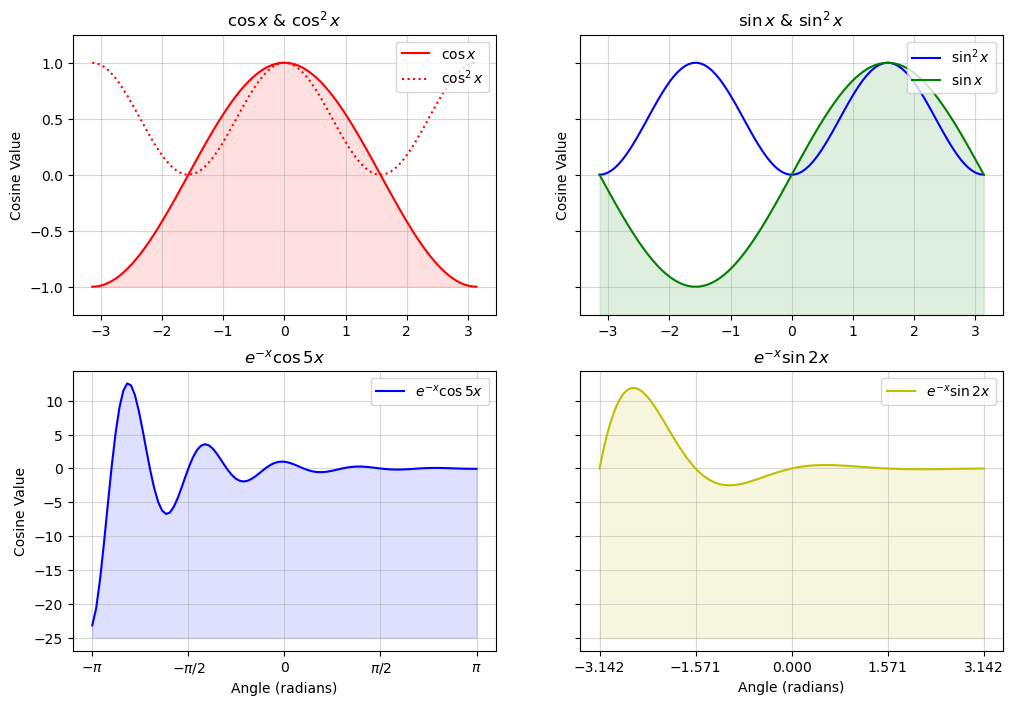 cos x & cos² x
1.0
0.5
0.0
−0.5
−1.0
Cosine Value
−3 −2 −1 0 1 2 3
cos x
cos² x
sin x & sin² x
Cosine Value
−3 −2 −1 0 1 2 3
sin² x
sin x
e⁻ˣ cos 5x
10
5
0
−5
−10
−15
−20
−25
Cosine Value
−π −π/2 0 π/2 π
Angle (radians)
e⁻ˣ cos 5x
e⁻ˣ sin 2x
−3.142 −1.571 0.000 1.571 3.142
Angle (radians)
e⁻ˣ sin 2x